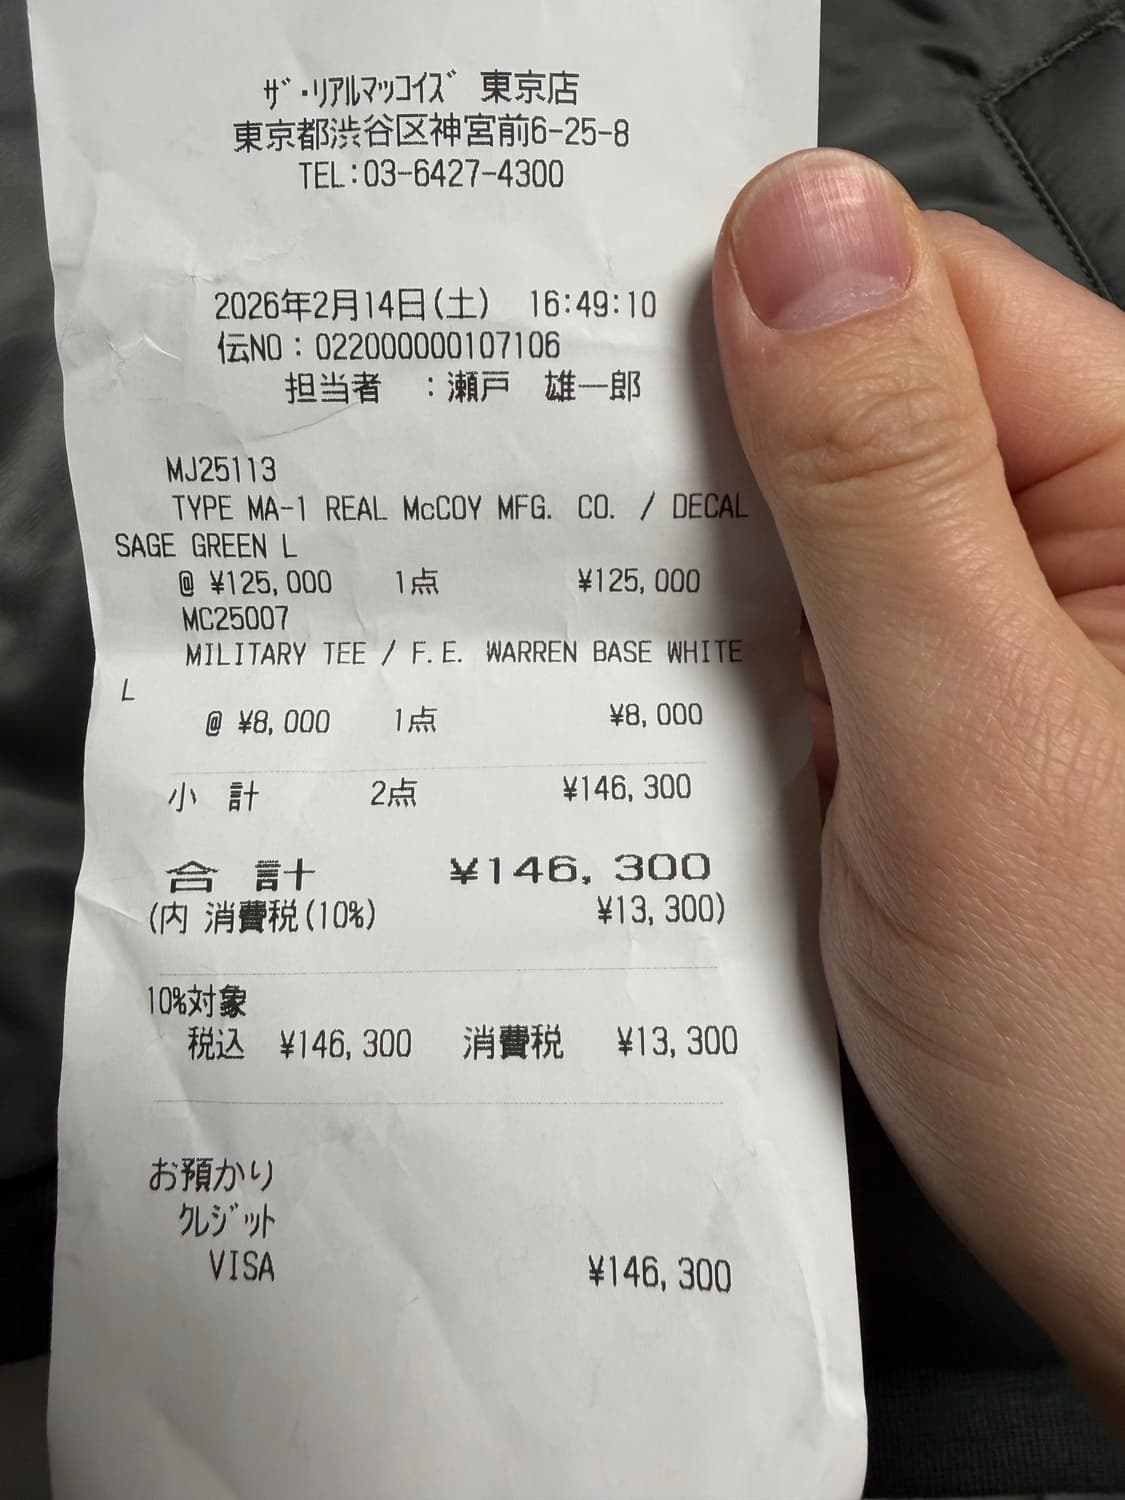 ｻﾞ・ﾘｱﾙﾏｯｺｲｽﾞ 東京店
東京都渋谷区神宮前6-25-8
TEL:03-6427-4300
2026年2月14日(土) 16:49:10
伝NO：022000000107106
担当者 ：瀬戸 雄一郎
MJ25113
TYPE MA-1 REAL McCOY MFG. CO. / DECAL
SAGE GREEN L
@ ¥125,000 1点 ¥125,000
MC25007
MILITARY TEE / F.E. WARREN BASE WHITE
L
@ ¥8,000 1点 ¥8,000
小 計 2点 ¥146,300
合 計 ¥146,300
(内 消費税(10%) ¥13,300)
10%対象
税込 ¥146,300 消費税 ¥13,300
お預かり
ｸﾚｼﾞｯﾄ
VISA ¥146,300